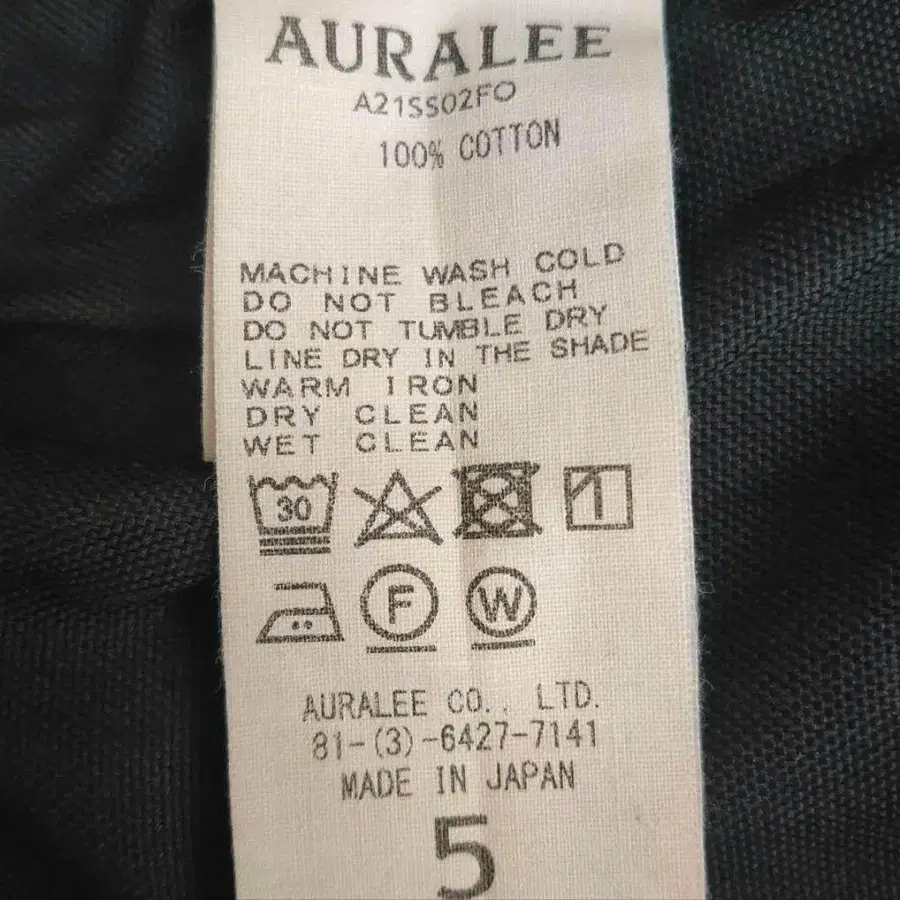 AURALEE
A21SS02FO
100% COTTON
MACHINE WASH COLD
DO NOT BLEACH
DO NOT TUMBLE DRY
LINE DRY IN THE SHADE
WARM IRON
DRY CLEAN
WET CLEAN
30
F W
AURALEE CO., LTD.
81-(3)-6427-7141
MADE IN JAPAN
5